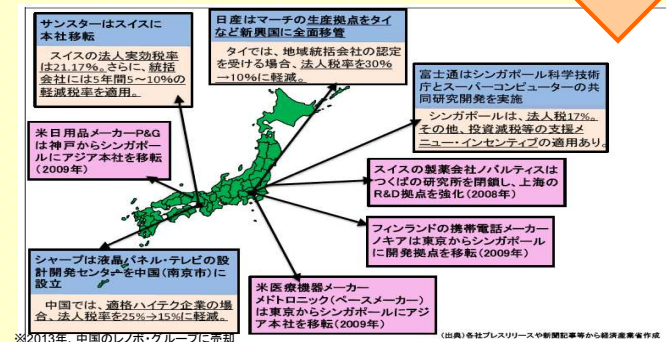 サンスターはスイスに
本社移転
スイスの法人実効税率
は21.17%。さらに、統括
会社には5年間5～10%の
軽減税率を適用。
日産はマーチの生産拠点をタイ
など新興国に全面移管
タイでは、地域統括会社の認定
を受ける場合、法人税率を30%
→10%に軽減。
富士通はシンガポール科学技術
庁とスーパーコンピューターの共
同研究開発を実施
シンガポールは、法人税17%。
その他、投資減税等の支援メ
ニュー・インセンティブの適用あり。
米日用品メーカーP&G
は神戸からシンガポー
ルにアジア本社を移転
（2009年）
スイスの製薬会社ノバルティスは
つくばの研究所を閉鎖し、上海の
R&D拠点を強化（2008年）
フィンランドの携帯電話メーカー
ノキアは東京からシンガポール
に開発拠点を移転（2009年）
シャープは液晶パネル・テレビの設
計開発センターを中国（南京市）に
設立
中国では、適格ハイテク企業の場
合、法人税率を25%→15%に軽減。
米医療機器メーカー
メドトロニック（ペースメーカー）
は東京からシンガポールにアジ
ア本社を移転（2009年）
※2013年、中国のレノボ・グループに売却
（出典）各社プレスリリースや新聞記事等から経済産業省作成